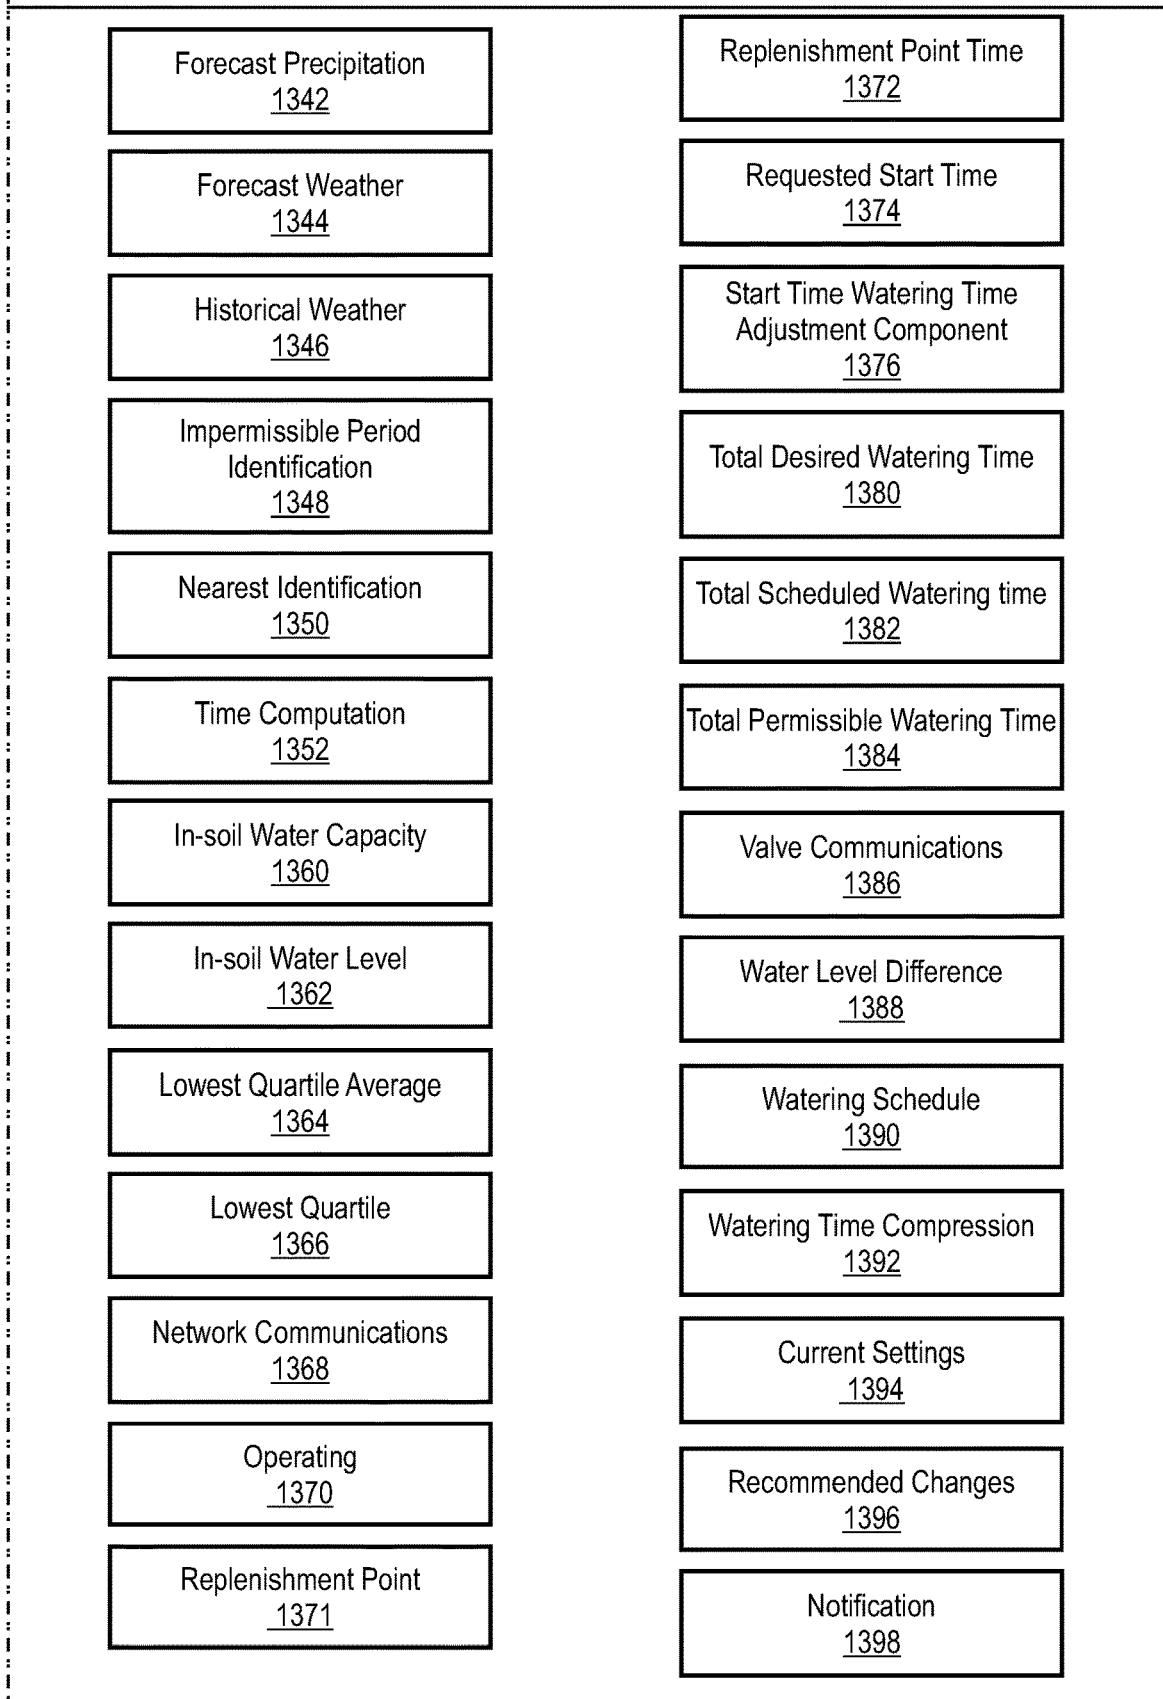 Forecast Precipitation
1342
Forecast Weather
1344
Historical Weather
1346
Impermissible Period
Identification
1348
Nearest Identification
1350
Time Computation
1352
In-soil Water Capacity
1360
In-soil Water Level
1362
Lowest Quartile Average
1364
Lowest Quartile
1366
Network Communications
1368
Operating
1370
Replenishment Point
1371
Replenishment Point Time
1372
Requested Start Time
1374
Start Time Watering Time
Adjustment Component
1376
Total Desired Watering Time
1380
Total Scheduled Watering time
1382
Total Permissible Watering Time
1384
Valve Communications
1386
Water Level Difference
1388
Watering Schedule
1390
Watering Time Compression
1392
Current Settings
1394
Recommended Changes
1396
Notification
1398